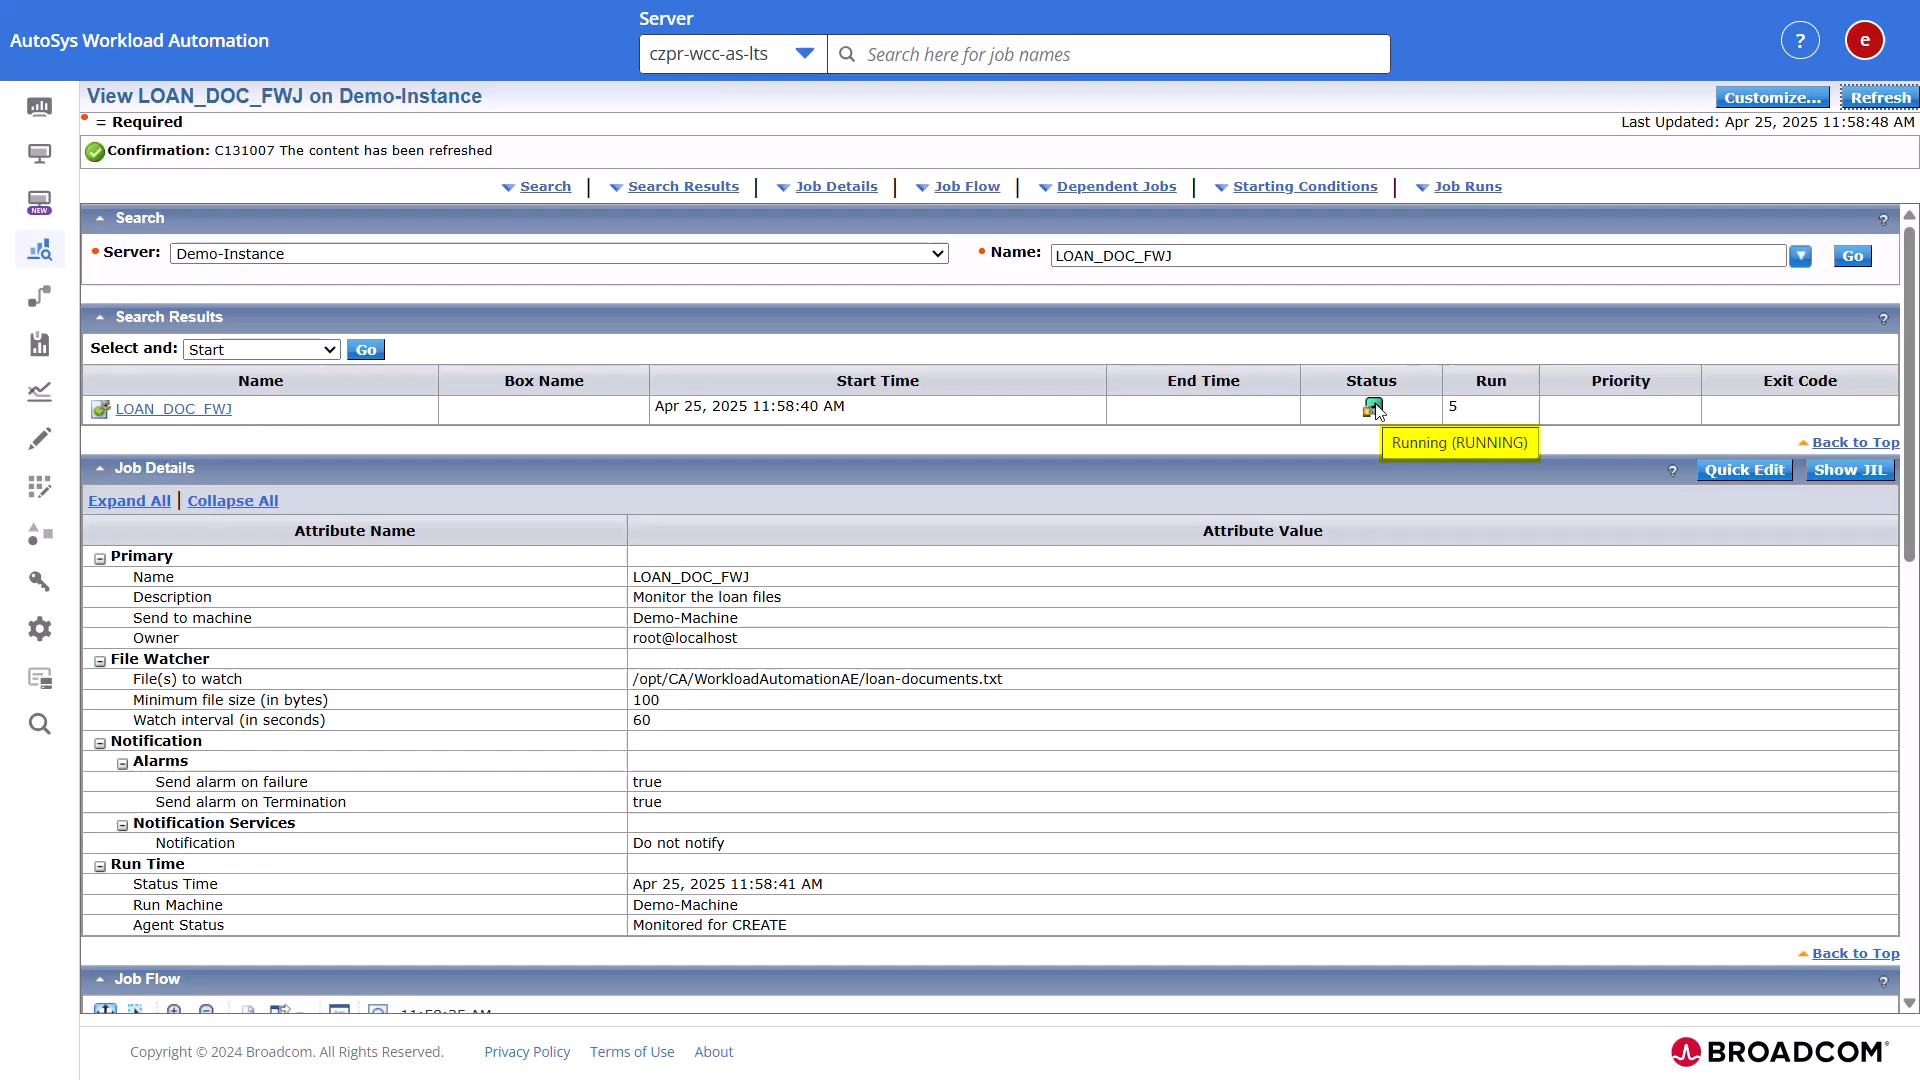 Server
AutoSys Workload Automation
czpr-wcc-as-lts
Search here for job names
?
e
View LOAN_DOC_FWJ on Demo-Instance
Customize...
Refresh
= Required
Last Updated: Apr 25, 2025 11:58:48 AM
Confirmation: C131007 The content has been refreshed
Search | Search Results | Job Details | Job Flow | Dependent Jobs | Starting Conditions | Job Runs
NEW
Search
?
Server: Demo-Instance
Name: LOAN_DOC_FWJ
Go
Search Results
?
Select and: Start Go
Name Box Name Start Time End Time Status Run Priority Exit Code
LOAN_DOC_FWJ Apr 25, 2025 11:58:40 AM 5
Running (RUNNING)
Back to Top
Job Details
? Quick Edit Show JIL
Expand All | Collapse All
Attribute Name Attribute Value
Primary
Name LOAN_DOC_FWJ
Description Monitor the loan files
Send to machine Demo-Machine
Owner root@localhost
File Watcher
File(s) to watch /opt/CA/WorkloadAutomationAE/loan-documents.txt
Minimum file size (in bytes) 100
Watch interval (in seconds) 60
Notification
Alarms
Send alarm on failure true
Send alarm on Termination true
Notification Services
Notification Do not notify
Run Time
Status Time Apr 25, 2025 11:58:41 AM
Run Machine Demo-Machine
Agent Status Monitored for CREATE
Back to Top
Job Flow
?
Copyright © 2024 Broadcom. All Rights Reserved. Privacy Policy Terms of Use About
BROADCOM®